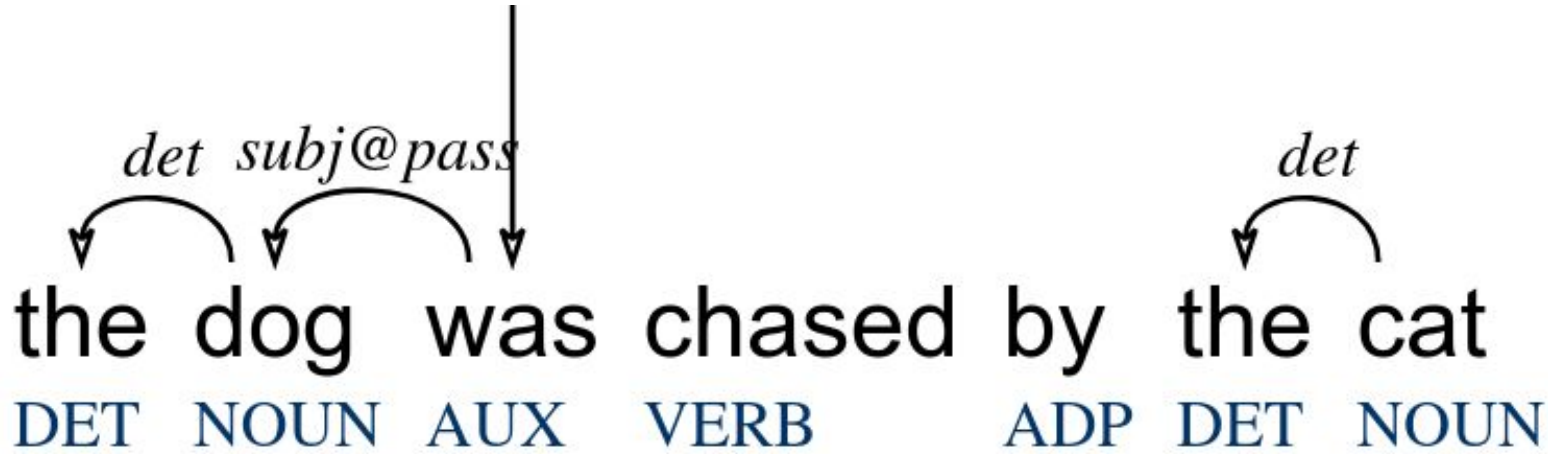 det subj@pass det
the dog was chased by the cat
DET NOUN AUX VERB ADP DET NOUN